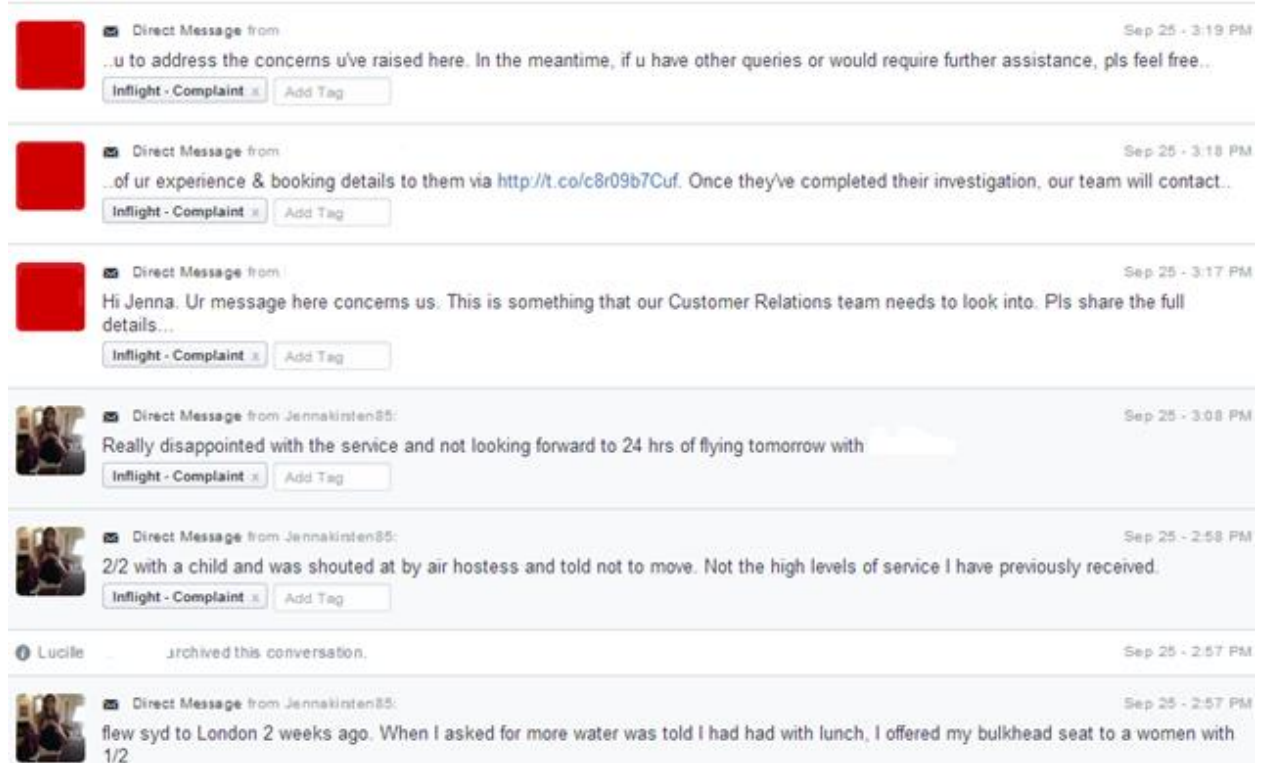 Direct Message from Sep 25 - 3:19 PM
..u to address the concerns u've raised here. In the meantime, if u have other queries or would require further assistance, pls feel free..
Inflight - Complaint x Add Tag
Direct Message from Sep 25 - 3:18 PM
..of ur experience & booking details to them via http://t.co/c8r09b7Cuf. Once they've completed their investigation, our team will contact..
Inflight - Complaint x Add Tag
Direct Message from Sep 25 - 3:17 PM
Hi Jenna. Ur message here concerns us. This is something that our Customer Relations team needs to look into. Pls share the full
details...
Inflight - Complaint x Add Tag
Direct Message from Jennakirsten85: Sep 25 - 3:08 PM
Really disappointed with the service and not looking forward to 24 hrs of flying tomorrow with
Inflight - Complaint x Add Tag
Direct Message from Jennakirsten85: Sep 25 - 2:58 PM
2/2 with a child and was shouted at by air hostess and told not to move. Not the high levels of service I have previously received.
Inflight - Complaint x Add Tag
Lucille archived this conversation. Sep 25 - 2:57 PM
Direct Message from Jennakirsten85: Sep 25 - 2:57 PM
flew syd to London 2 weeks ago. When I asked for more water was told I had had with lunch, I offered my bulkhead seat to a women with
1/2